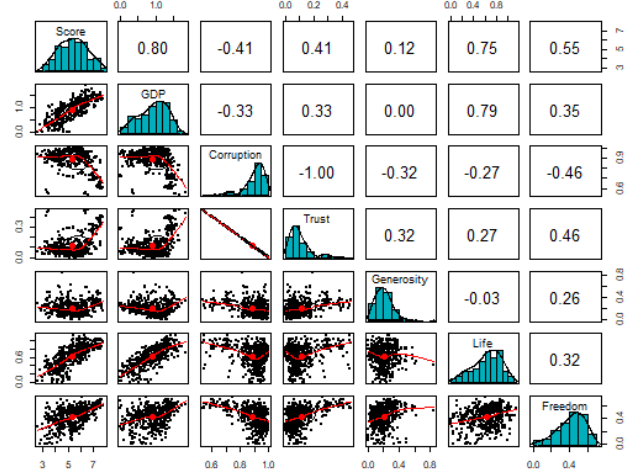 0.0 1.0 0.0 0.2 0.4 0.0 0.4 0.8
Score 0.80 -0.41 0.41 0.12 0.75 0.55 3 5 7
0.0 1.0 GDP -0.33 0.33 0.00 0.79 0.35
Corruption -1.00 -0.32 -0.27 -0.46 0.6 0.9
0.0 0.3 Trust 0.32 0.27 0.46
Generosity -0.03 0.26 0.0 0.4 0.8
0.0 0.6 Life 0.32
Freedom 0.0 0.4
3 5 7 0.6 0.8 1.0 0.0 0.4 0.8 0.0 0.4